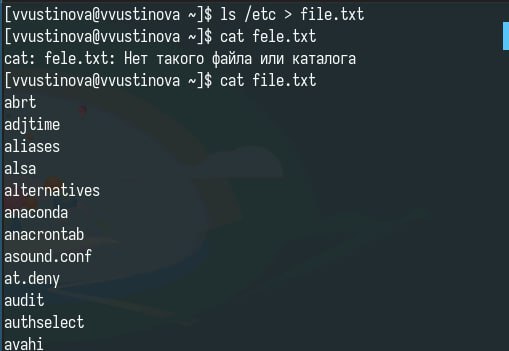 [vvustinova@vvustinova ~]$ ls /etc > file.txt
[vvustinova@vvustinova ~]$ cat fele.txt
cat: fele.txt: Нет такого файла или каталога
[vvustinova@vvustinova ~]$ cat file.txt
abrt
adjtime
aliases
alsa
alternatives
anaconda
anacrontab
asound.conf
at.deny
audit
authselect
avahi